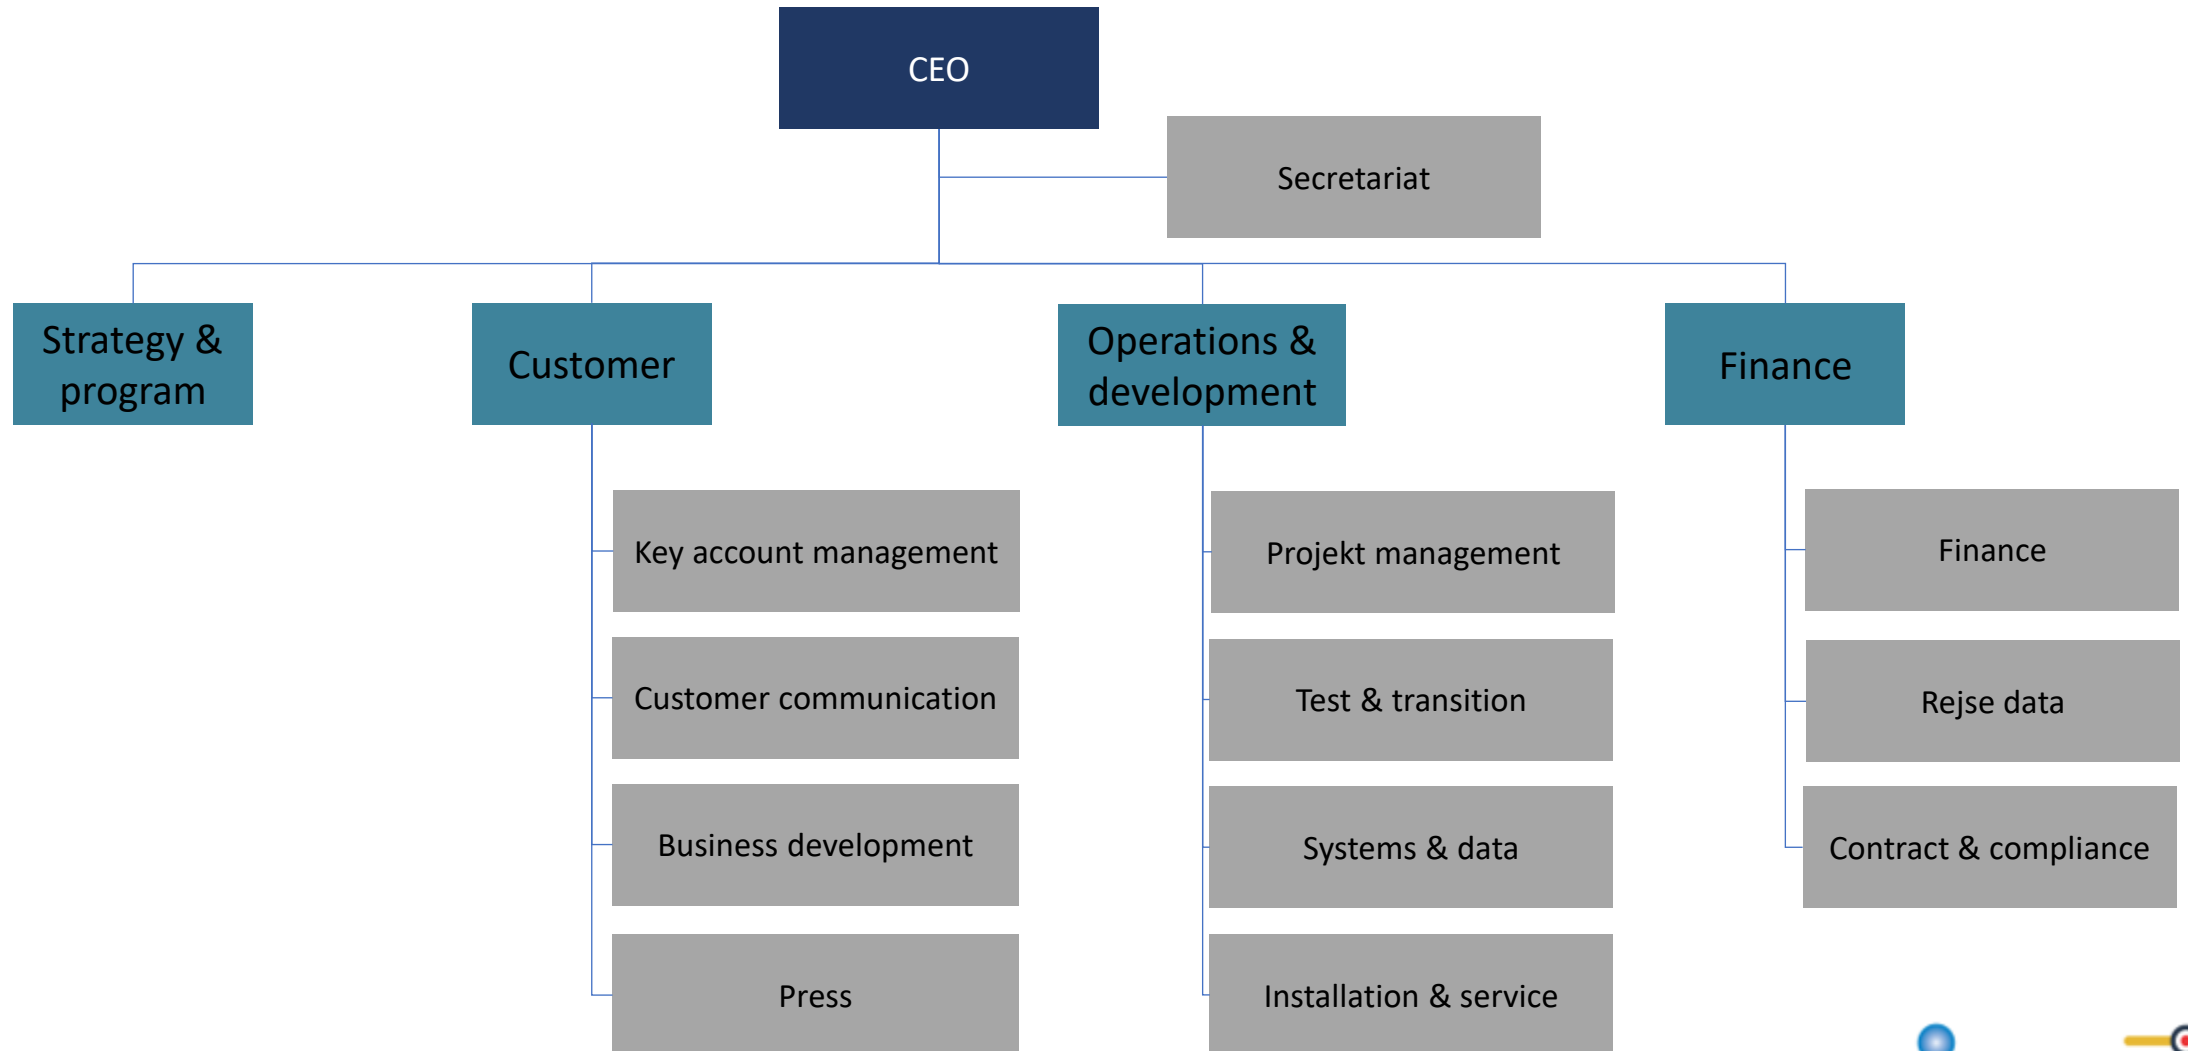 CEO
Secretariat
Strategy &
program
Customer
Operations &
development
Finance
Key account management
Customer communication
Business development
Press
Projekt management
Test & transition
Systems & data
Installation & service
Finance
Rejse data
Contract & compliance